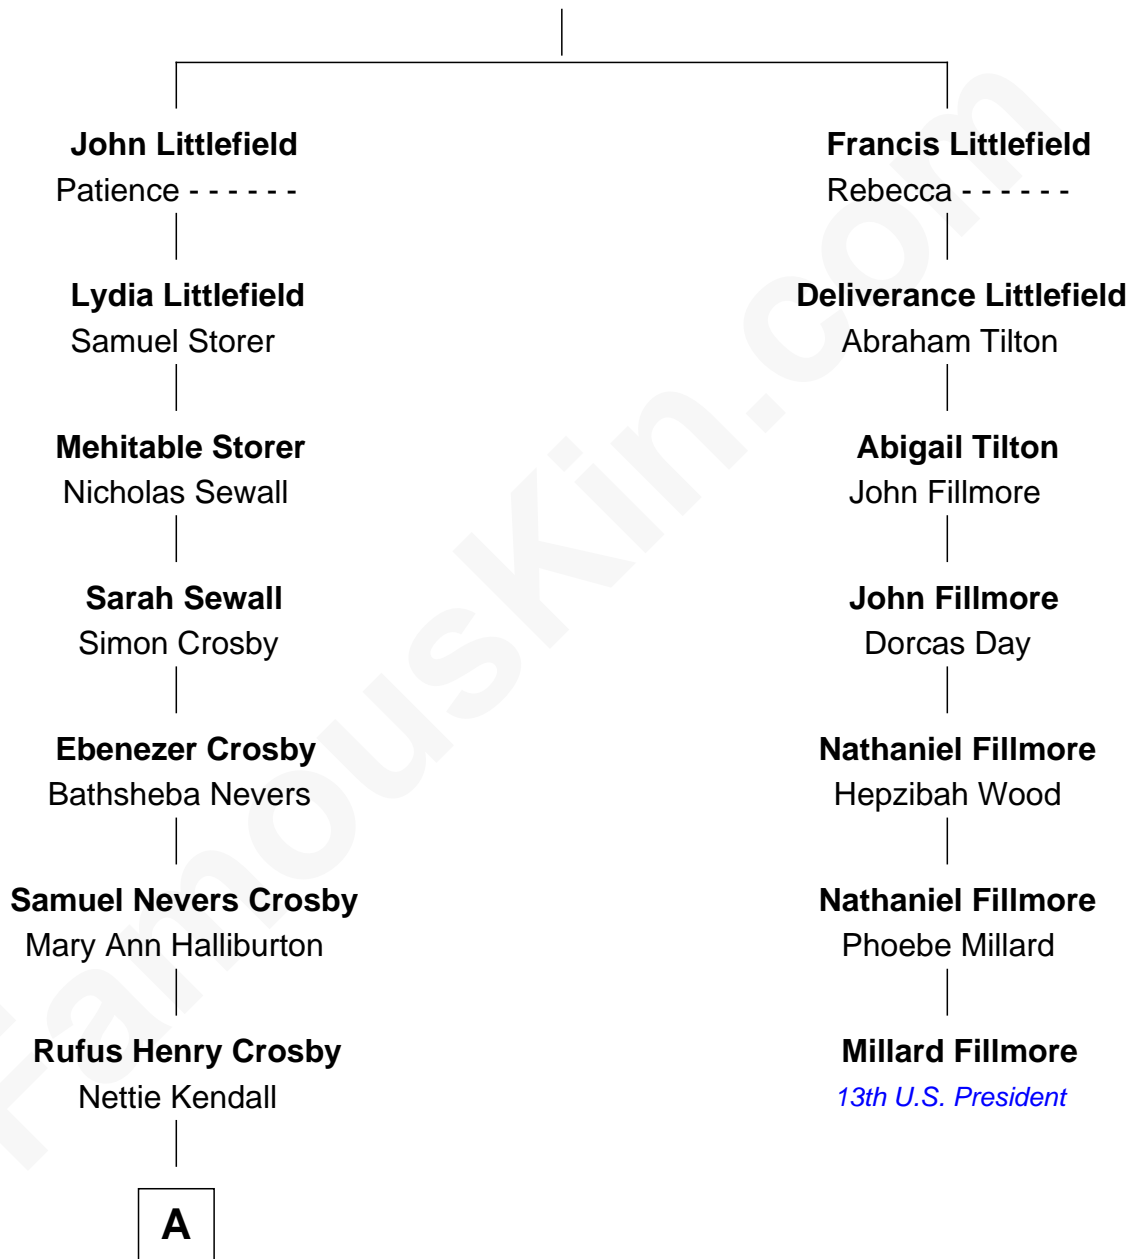 John Littlefield
Patience - - - - - -
Lydia Littlefield
Samuel Storer
Mehitable Storer
Nicholas Sewall
Sarah Sewall
Simon Crosby
Ebenezer Crosby
Bathsheba Nevers
Samuel Nevers Crosby
Mary Ann Halliburton
Rufus Henry Crosby
Nettie Kendall
A
Francis Littlefield
Rebecca - - - - - -
Deliverance Littlefield
Abraham Tilton
Abigail Tilton
John Fillmore
John Fillmore
Dorcas Day
Nathaniel Fillmore
Hepzibah Wood
Nathaniel Fillmore
Phoebe Millard
Millard Fillmore
13th U.S. President
FamousKin.com